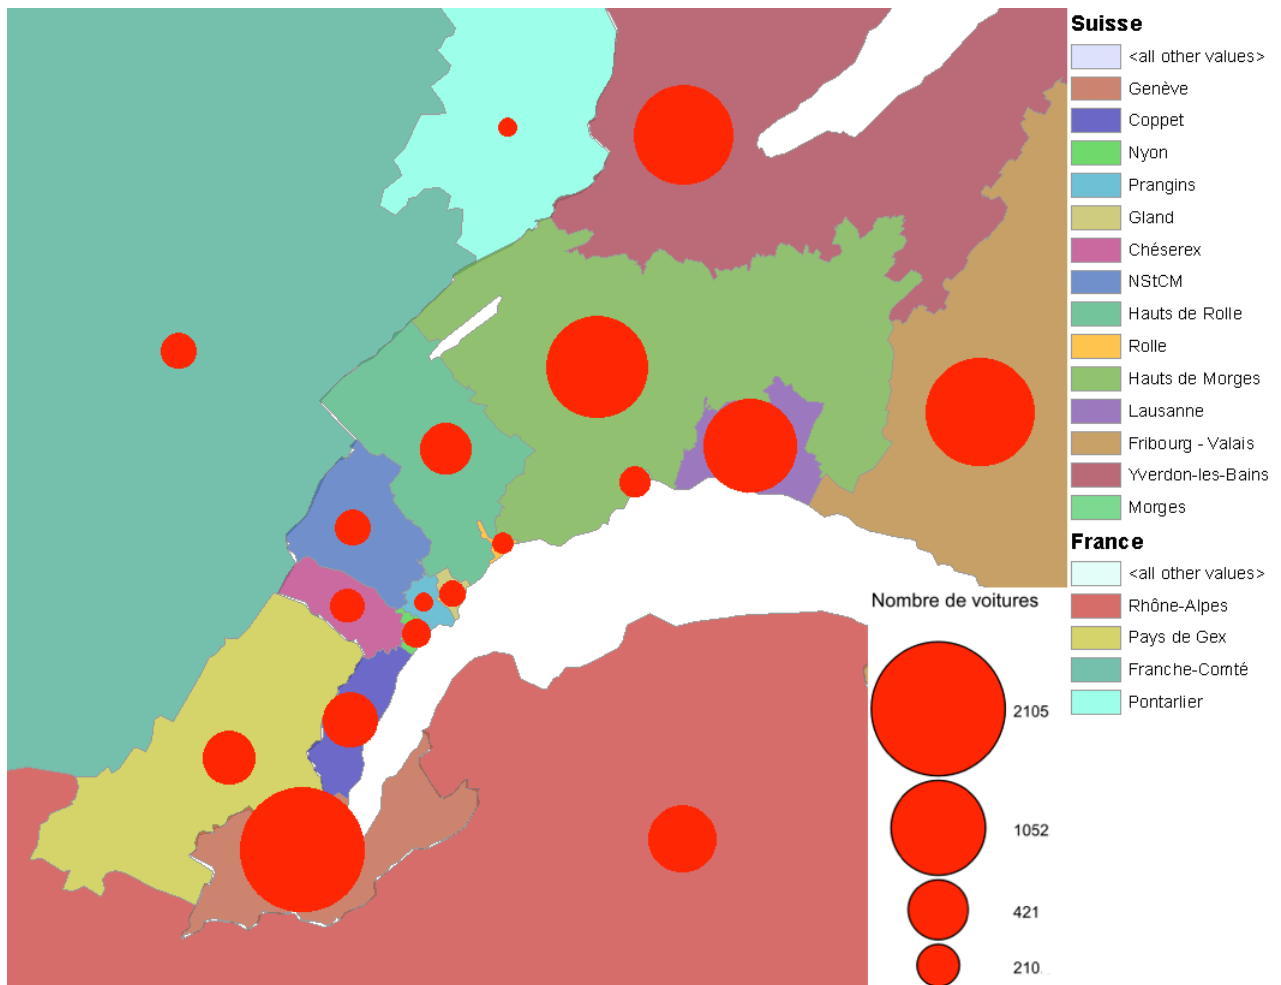 Suisse
<all other values>
Genève
Coppet
Nyon
Prangins
Gland
Chéserex
NStCM
Hauts de Rolle
Rolle
Hauts de Morges
Lausanne
Fribourg - Valais
Yverdon-les-Bains
Morges
France
<all other values>
Rhône-Alpes
Pays de Gex
Franche-Comté
Pontarlier
Nombre de voitures
2105
1052
421
210